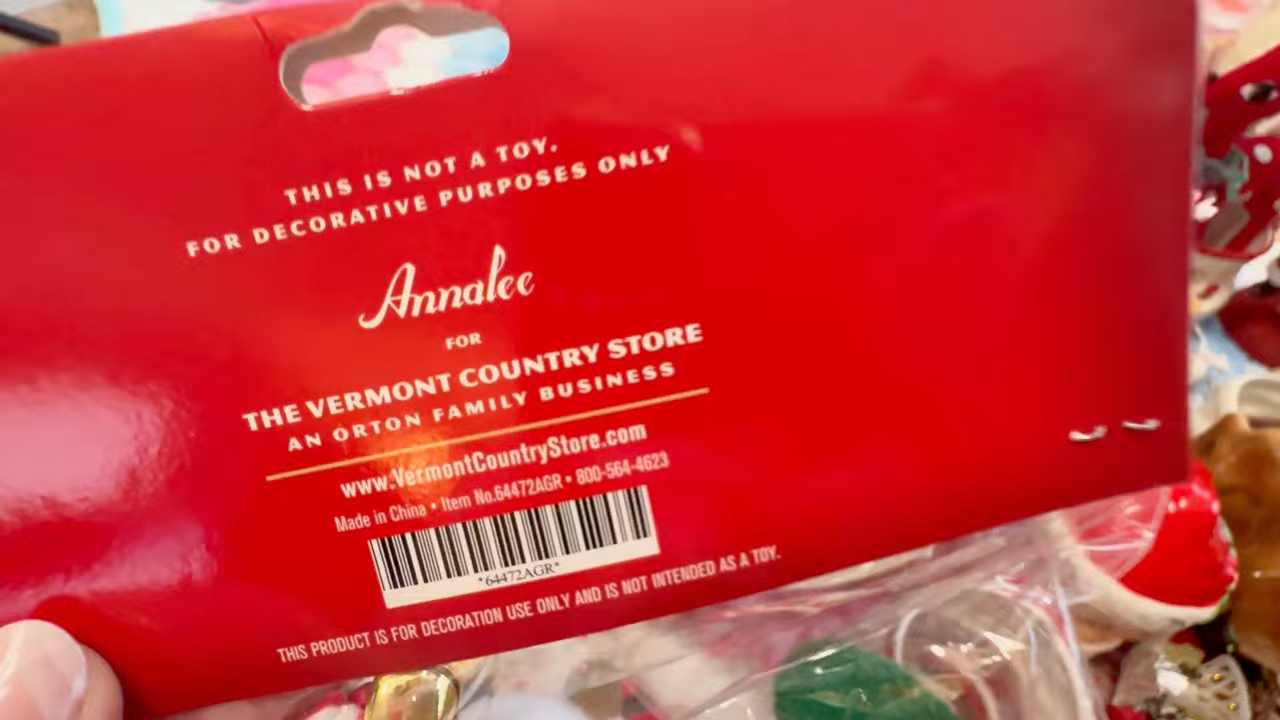 THIS IS NOT A TOY.
FOR DECORATIVE PURPOSES ONLY
Annalee
FOR
THE VERMONT COUNTRY STORE
AN ORTON FAMILY BUSINESS
www.VermontCountryStore.com
Made in China • Item No.64472AGR • 800-564-4623
*64472AGR*
THIS PRODUCT IS FOR DECORATION USE ONLY AND IS NOT INTENDED AS A TOY.